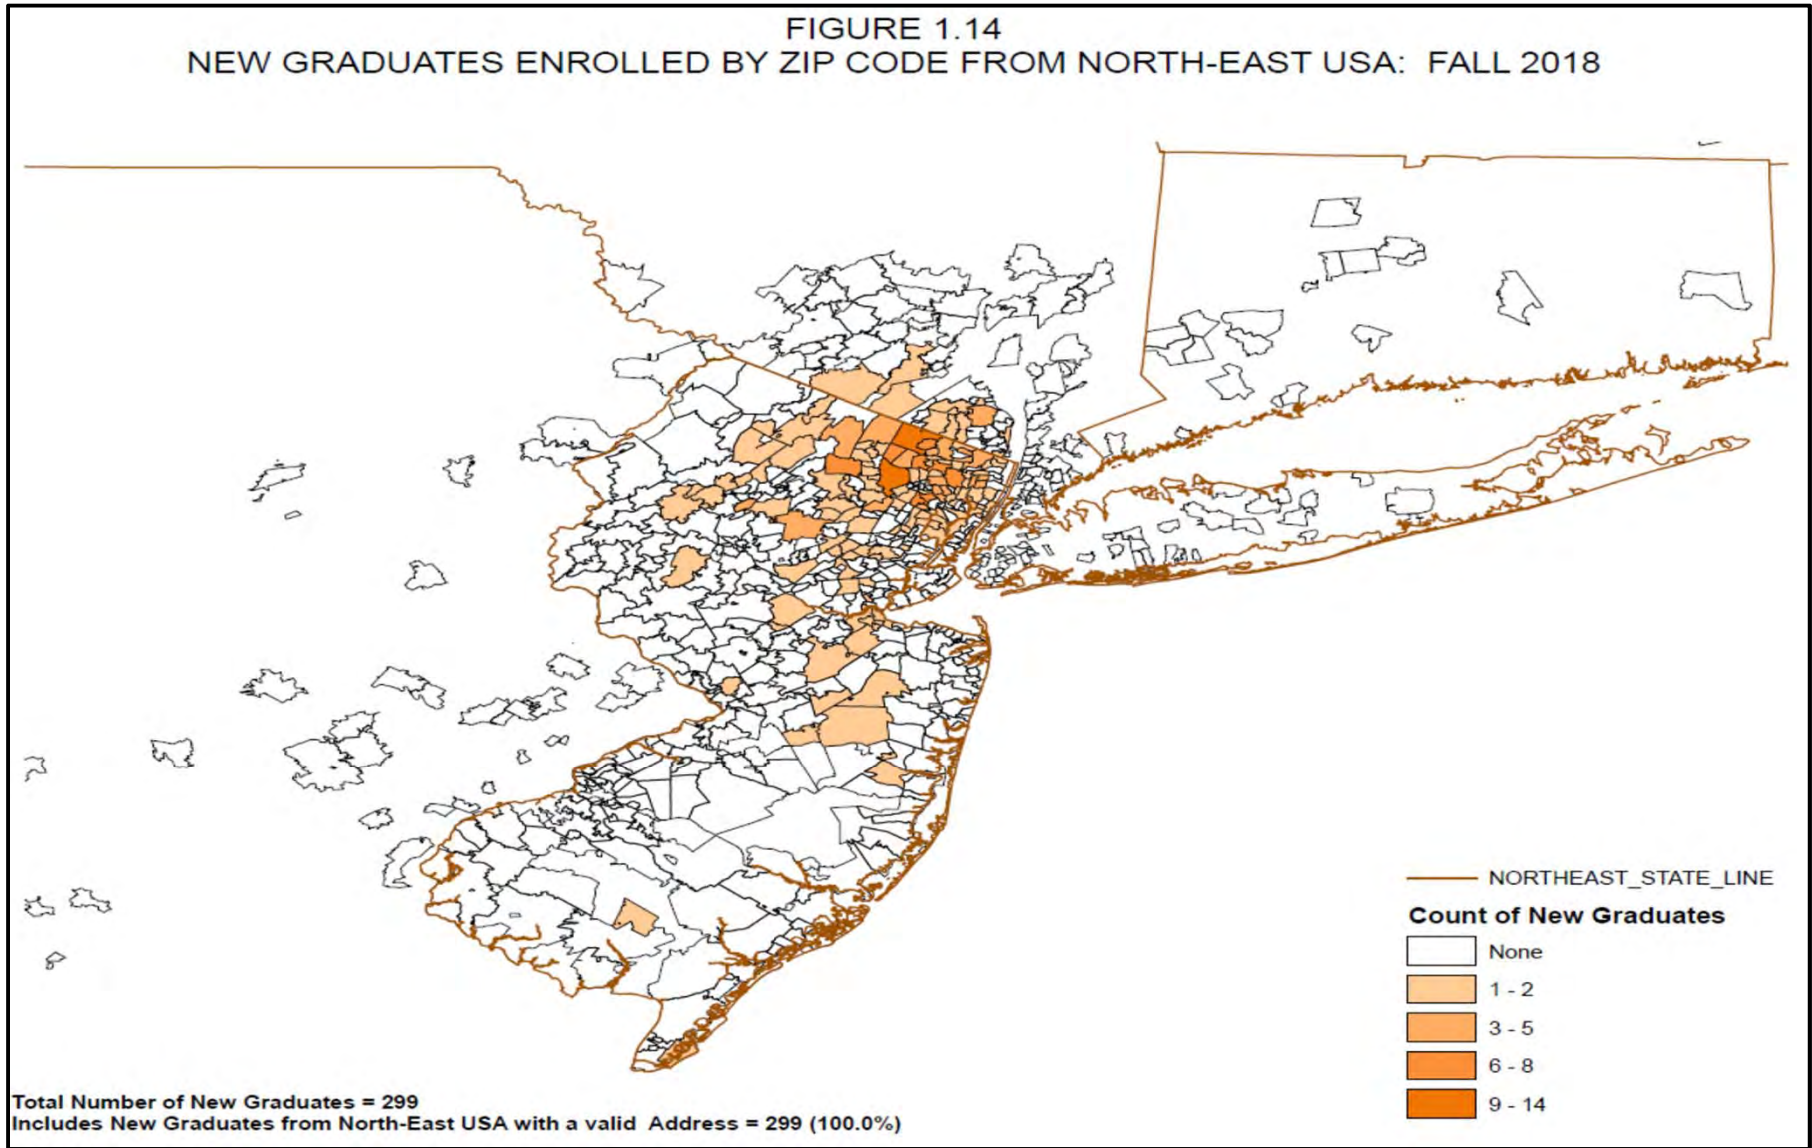 FIGURE 1.14
NEW GRADUATES ENROLLED BY ZIP CODE FROM NORTH-EAST USA:  FALL 2018
NORTHEAST_STATE_LINE
Count of New Graduates
None
1 - 2
3 - 5
6 - 8
9 - 14
Total Number of New Graduates = 299
Includes New Graduates from North-East USA with a valid  Address = 299 (100.0%)